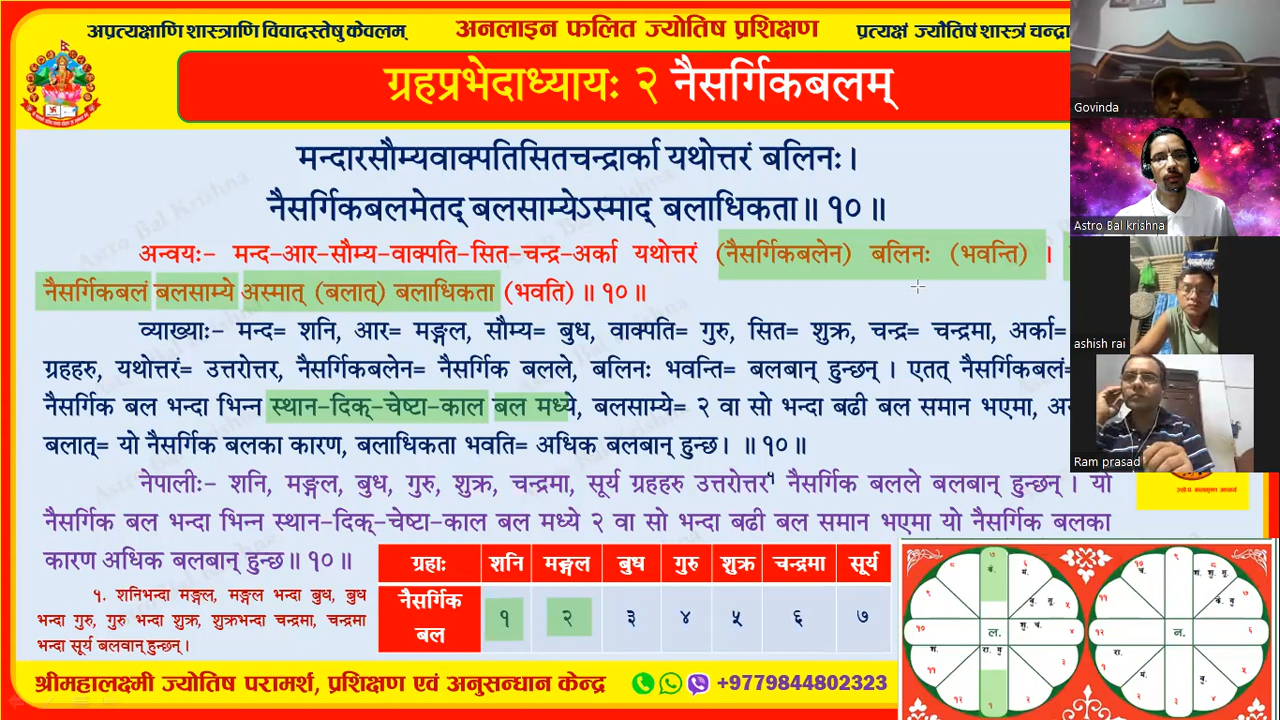 अप्रत्यक्षाणि शास्त्राणि विवादस्तेषु केवलम्
अनलाइन फलित ज्योतिष प्रशिक्षण
प्रत्यक्षं ज्योतिषं शास्त्रं चन्द्रा
ग्रहप्रभेदाध्यायः २ नैसर्गिकबलम्
मन्दारसौम्यवाक्पतिसितचन्द्रार्का यथोत्तरं बलिनः।
नैसर्गिकबलमेतद् बलसाम्येऽस्माद् बलाधिकता॥ १०॥
अन्वयः- मन्द-आर-सौम्य-वाक्पति-सित-चन्द्र-अर्का यथोत्तरं (नैसर्गिकबलेन) बलिनः (भवन्ति) ।
नैसर्गिकबलं बलसाम्ये अस्मात् (बलात्) बलाधिकता (भवति) ॥ १०॥
व्याख्याः- मन्द= शनि, आर= मङ्गल, सौम्य= बुध, वाक्पति= गुरु, सित= शुक्र, चन्द्र= चन्द्रमा, अर्का=
ग्रहहरु, यथोत्तरं= उत्तरोत्तर, नैसर्गिकबलेन= नैसर्गिक बलले, बलिनः भवन्ति= बलबान् हुन्छन् । एतत् नैसर्गिकबलं=
नैसर्गिक बल भन्दा भिन्न स्थान-दिक्-चेष्टा-काल बल मध्ये, बलसाम्ये= २ वा सो भन्दा बढी बल समान भएमा,
बलात्= यो नैसर्गिक बलका कारण, बलाधिकता भवति= अधिक बलबान् हुन्छ। ॥१०॥
नेपालीः- शनि, मङ्गल, बुध, गुरु, शुक्र, चन्द्रमा, सूर्य ग्रहहरु उत्तरोत्तर१ नैसर्गिक बलले बलबान् हुन्छन् । यो
नैसर्गिक बल भन्दा भिन्न स्थान-दिक्-चेष्टा-काल बल मध्ये २ वा सो भन्दा बढी बल समान भएमा यो नैसर्गिक बलका
कारण अधिक बलबान् हुन्छ॥ १०॥
१. शनिभन्दा मङ्गल, मङ्गल भन्दा बुध, बुध
भन्दा गुरु, गुरु भन्दा शुक्र, शुक्रभन्दा चन्द्रमा, चन्द्रमा
भन्दा सूर्य बलवान् हुन्छन्।
ग्रहाः शनि मङ्गल बुध गुरु शुक्र चन्द्रमा सूर्य
नैसर्गिक बल १ २ ३ ४ ५ ६ ७
श्रीमहालक्ष्मी ज्योतिष परामर्श, प्रशिक्षण एवं अनुसन्धान केन्द्र +9779844802323
Govinda
Astro Bal krishna
ashish rai
Ram prasad